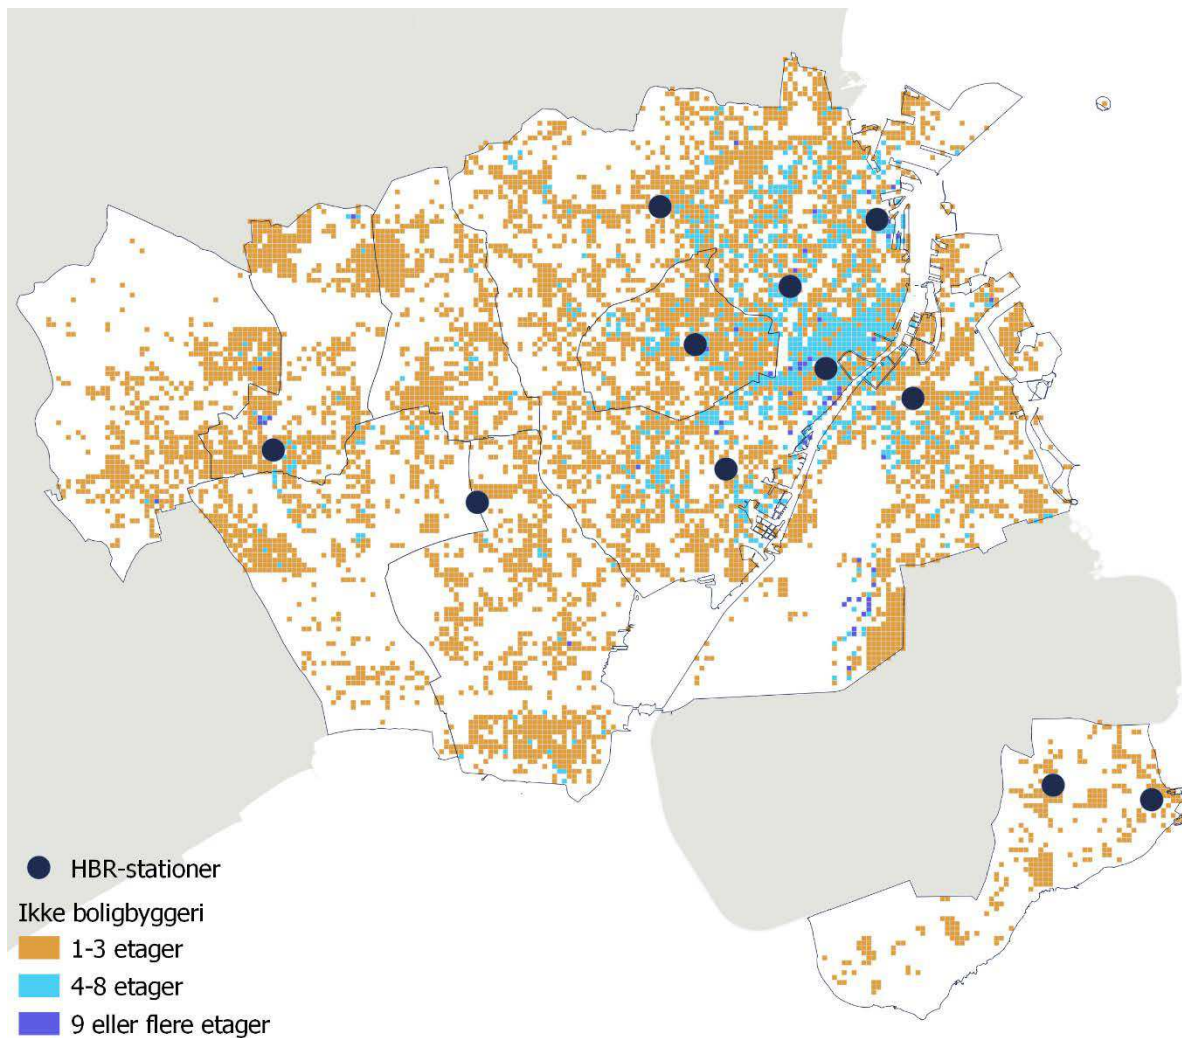 HBR-stationer
Ikke boligbyggeri
1-3 etager
4-8 etager
9 eller flere etager